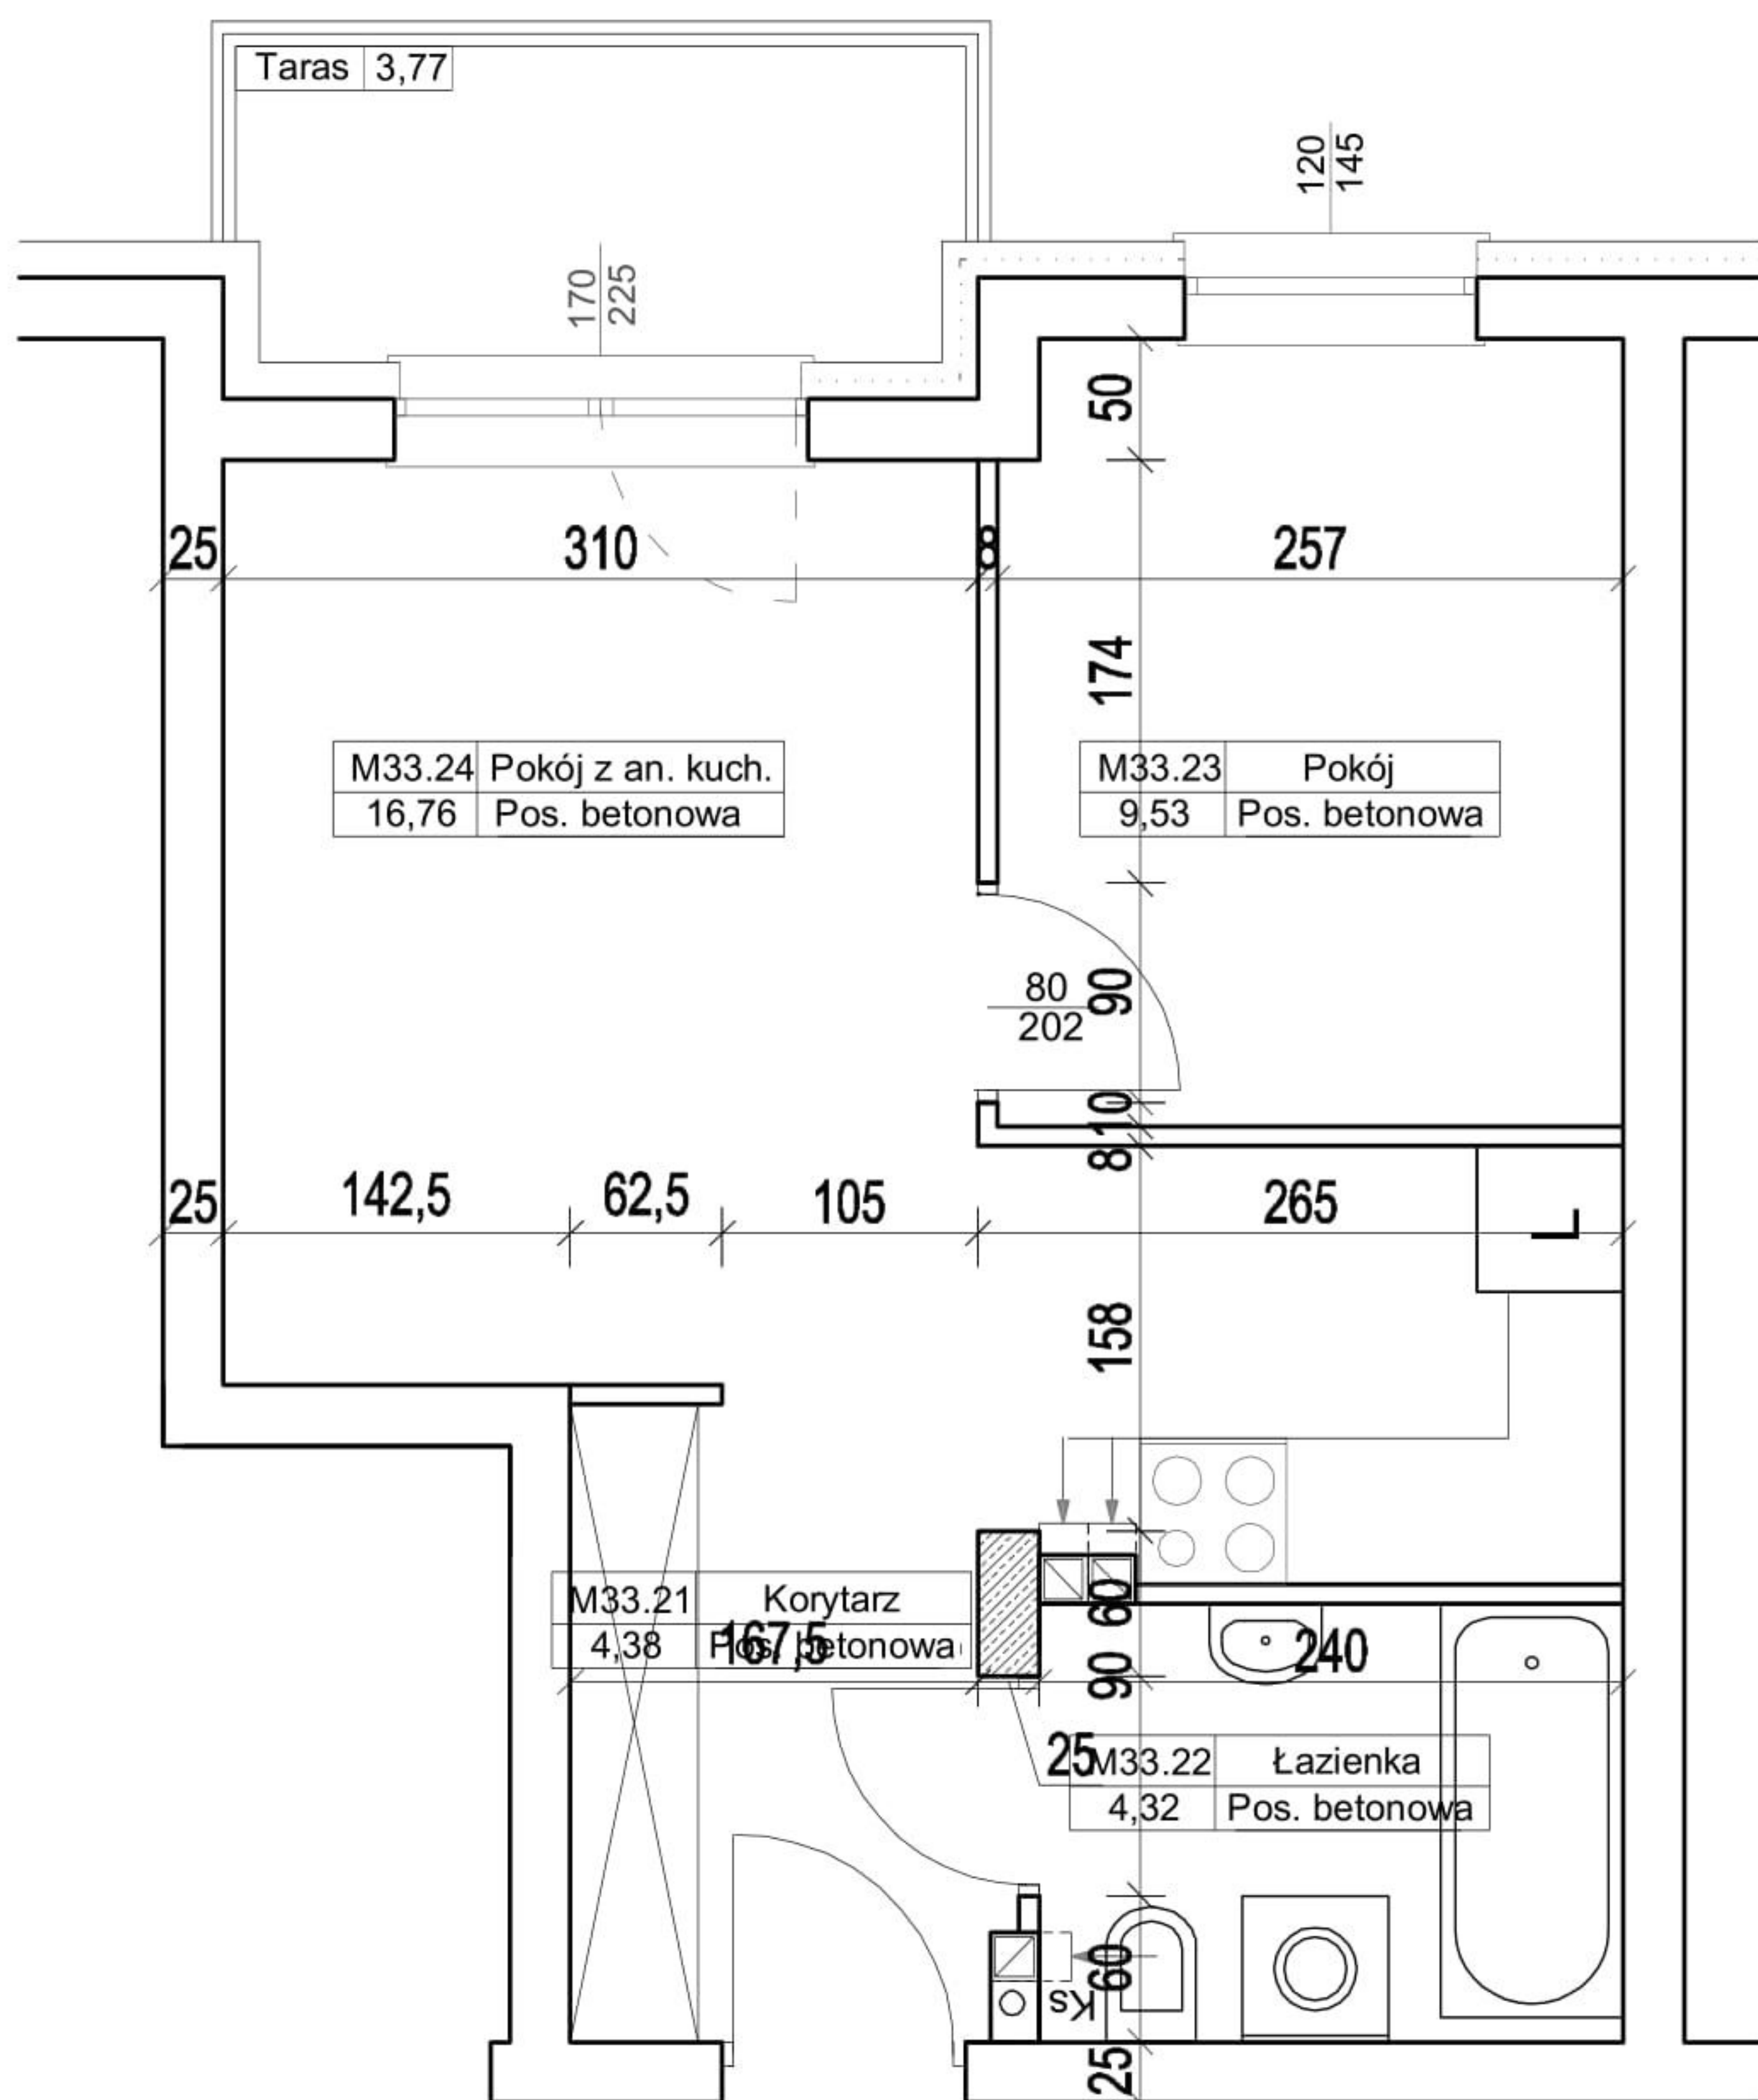 Taras 3,77
120
145
170
225
50
25 310 8 257
174
M33.24 Pokój z an. kuch.
16,76 Pos. betonowa
M33.23 Pokój
9,53 Pos. betonowa
80
202
90
10
8
25 142,5 62,5 105 265
L
158
M33.21 Korytarz
4,38 Pos. betonowa
167,5
60
240
90
25
M33.22 Łazienka
4,32 Pos. betonowa
60
Ks
25